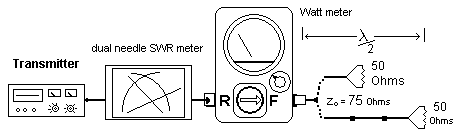 Watt meter
dual needle SWR meter
λ
2
Transmitter
50
Ohms
R F
Zo = 75 Ohms
50
Ohms